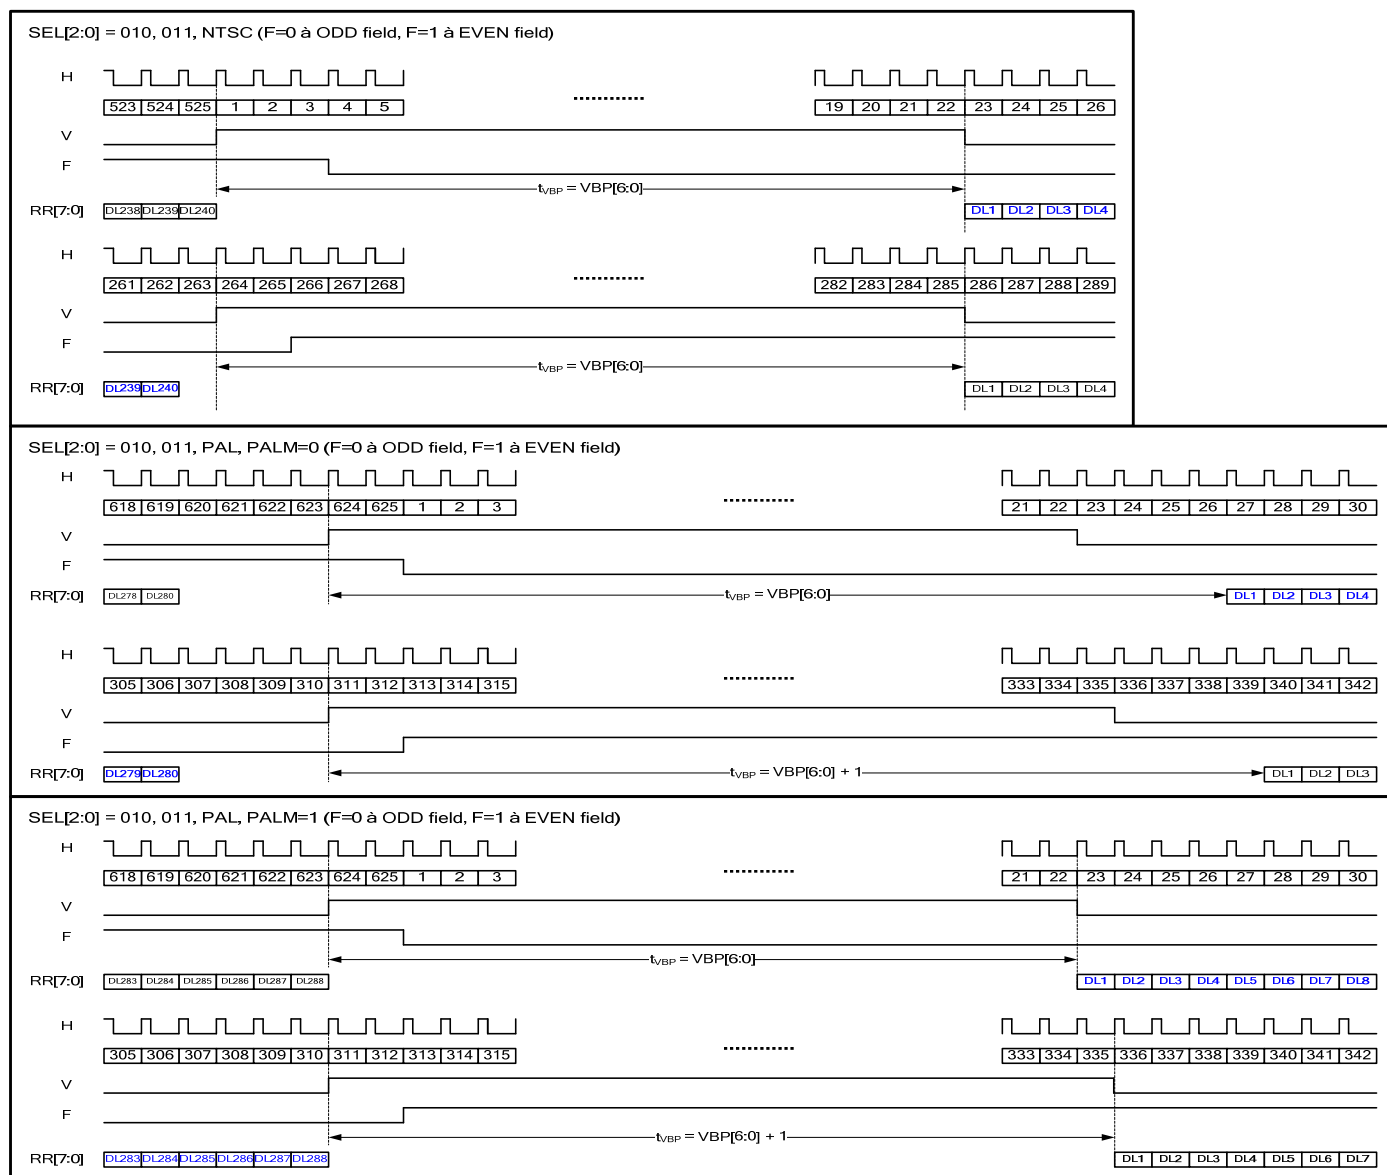 SEL[2:0] = 010, 011, NTSC (F=0 à ODD field, F=1 à EVEN field)
H
523 524 525 1 2 3 4 5 ............ 19 20 21 22 23 24 25 26
V
F
tVBP = VBP[6:0]
RR[7:0] DL238 DL239 DL240 DL1 DL2 DL3 DL4
H
261 262 263 264 265 266 267 268 ............ 282 283 284 285 286 287 288 289
V
F
tVBP = VBP[6:0]
RR[7:0] DL239 DL240 DL1 DL2 DL3 DL4
SEL[2:0] = 010, 011, PAL, PALM=0 (F=0 à ODD field, F=1 à EVEN field)
H
618 619 620 621 622 623 624 625 1 2 3 ............ 21 22 23 24 25 26 27 28 29 30
V
F
RR[7:0] DL278 DL280 tVBP = VBP[6:0] DL1 DL2 DL3 DL4
H
305 306 307 308 309 310 311 312 313 314 315 ............ 333 334 335 336 337 338 339 340 341 342
V
F
RR[7:0] DL279 DL280 tVBP = VBP[6:0] + 1 DL1 DL2 DL3
SEL[2:0] = 010, 011, PAL, PALM=1 (F=0 à ODD field, F=1 à EVEN field)
H
618 619 620 621 622 623 624 625 1 2 3 ............ 21 22 23 24 25 26 27 28 29 30
V
F
tVBP = VBP[6:0]
RR[7:0] DL283 DL284 DL285 DL286 DL287 DL288 DL1 DL2 DL3 DL4 DL5 DL6 DL7 DL8
H
305 306 307 308 309 310 311 312 313 314 315 ............ 333 334 335 336 337 338 339 340 341 342
V
F
tVBP = VBP[6:0] + 1
RR[7:0] DL283 DL284 DL285 DL286 DL287 DL288 DL1 DL2 DL3 DL4 DL5 DL6 DL7